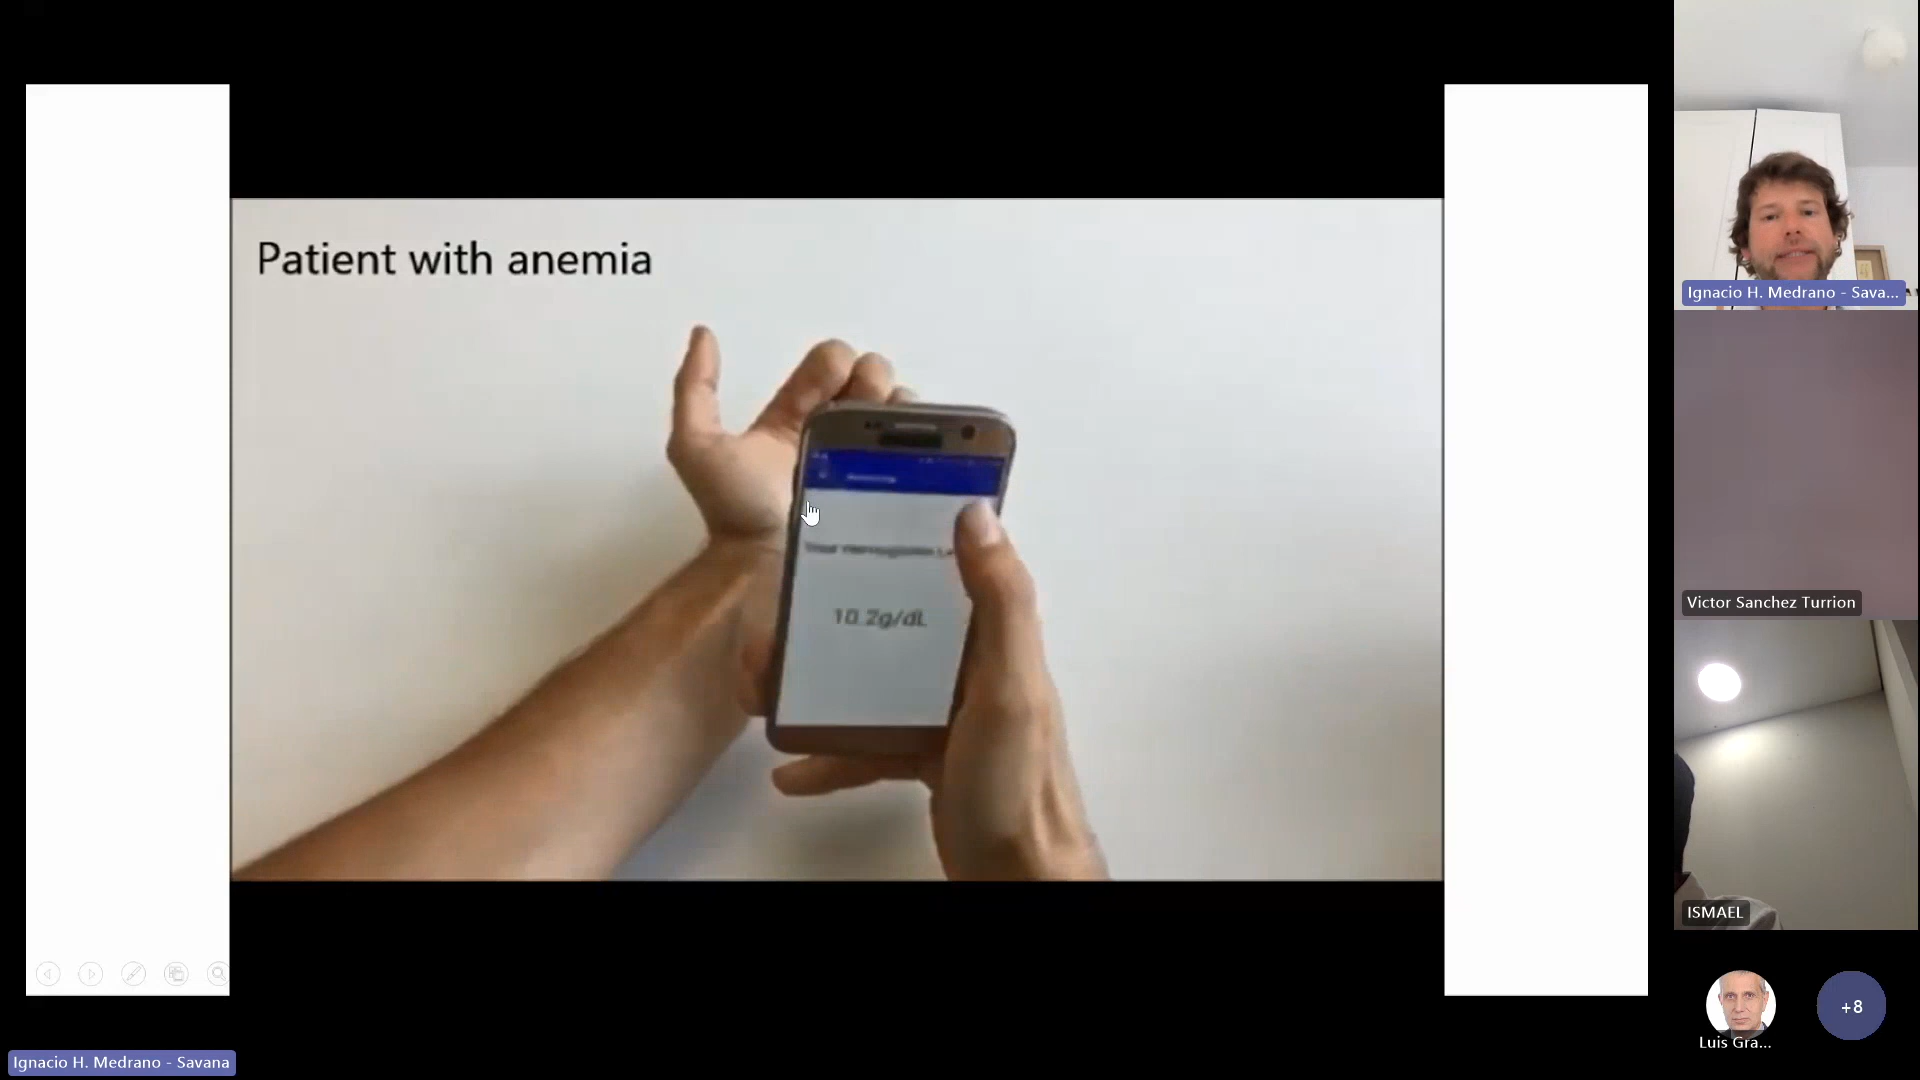 Patient with anemia
10.2g/dL
Ignacio H. Medrano - Sava...
Victor Sanchez Turrion
ISMAEL
+8
Luis Gra...
Ignacio H. Medrano - Savana